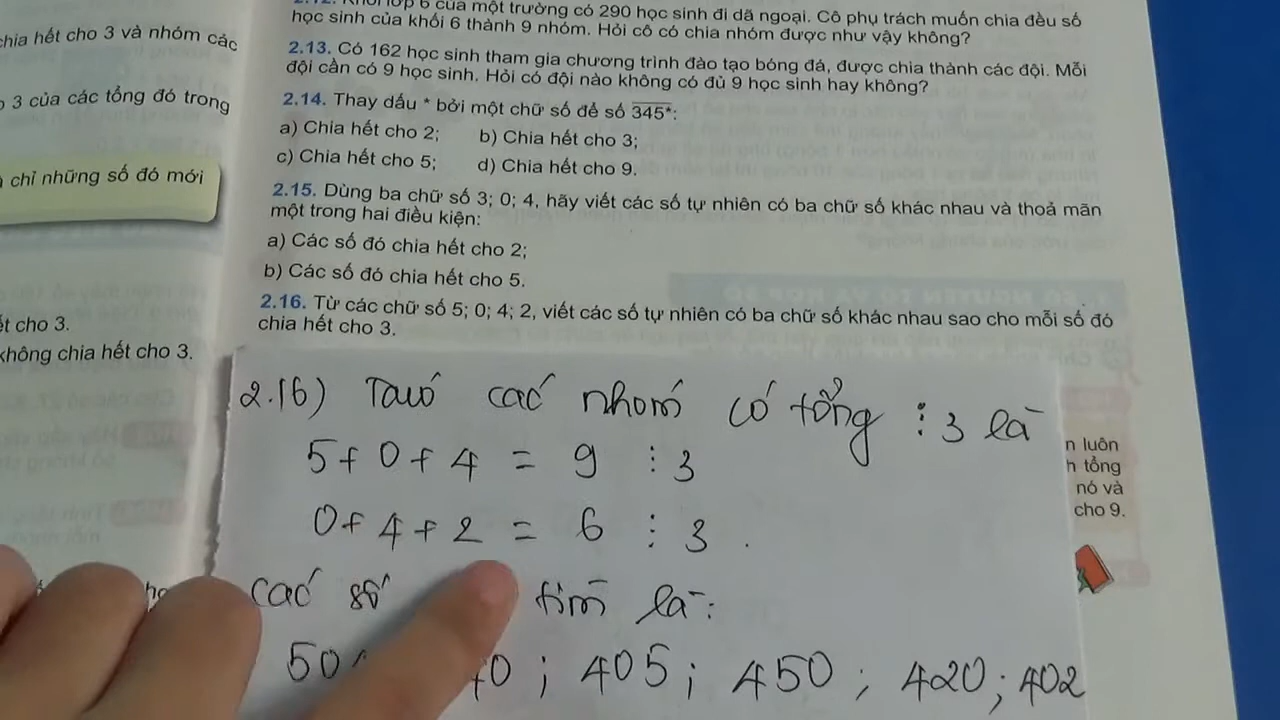 chia hết cho 3 và nhóm các
3 của các tổng đó trong
chỉ những số đó mới
cho 3.
không chia hết cho 3.
6 của một trường có 290 học sinh đi dã ngoại. Cô phụ trách muốn chia đều số
học sinh của khối 6 thành 9 nhóm. Hỏi cô có chia nhóm được như vậy không?
2.13. Có 162 học sinh tham gia chương trình đào tạo bóng đá, được chia thành các đội. Mỗi
đội cần có 9 học sinh. Hỏi có đội nào không có đủ 9 học sinh hay không?
2.14. Thay dấu * bởi một chữ số để số 345*:
a) Chia hết cho 2; b) Chia hết cho 3;
c) Chia hết cho 5; d) Chia hết cho 9.
2.15. Dùng ba chữ số 3; 0; 4, hãy viết các số tự nhiên có ba chữ số khác nhau và thoả mãn
một trong hai điều kiện:
a) Các số đó chia hết cho 2;
b) Các số đó chia hết cho 5.
2.16. Từ các chữ số 5; 0; 4; 2, viết các số tự nhiên có ba chữ số khác nhau sao cho mỗi số đó
chia hết cho 3.
2.16) Ta có các nhóm có tổng ⋮ 3 là
5 + 0 + 4 = 9 ⋮ 3
0 + 4 + 2 = 6 ⋮ 3.
Các số tìm là:
405; 450; 420; 402
luôn
tổng
nó và
cho 9.